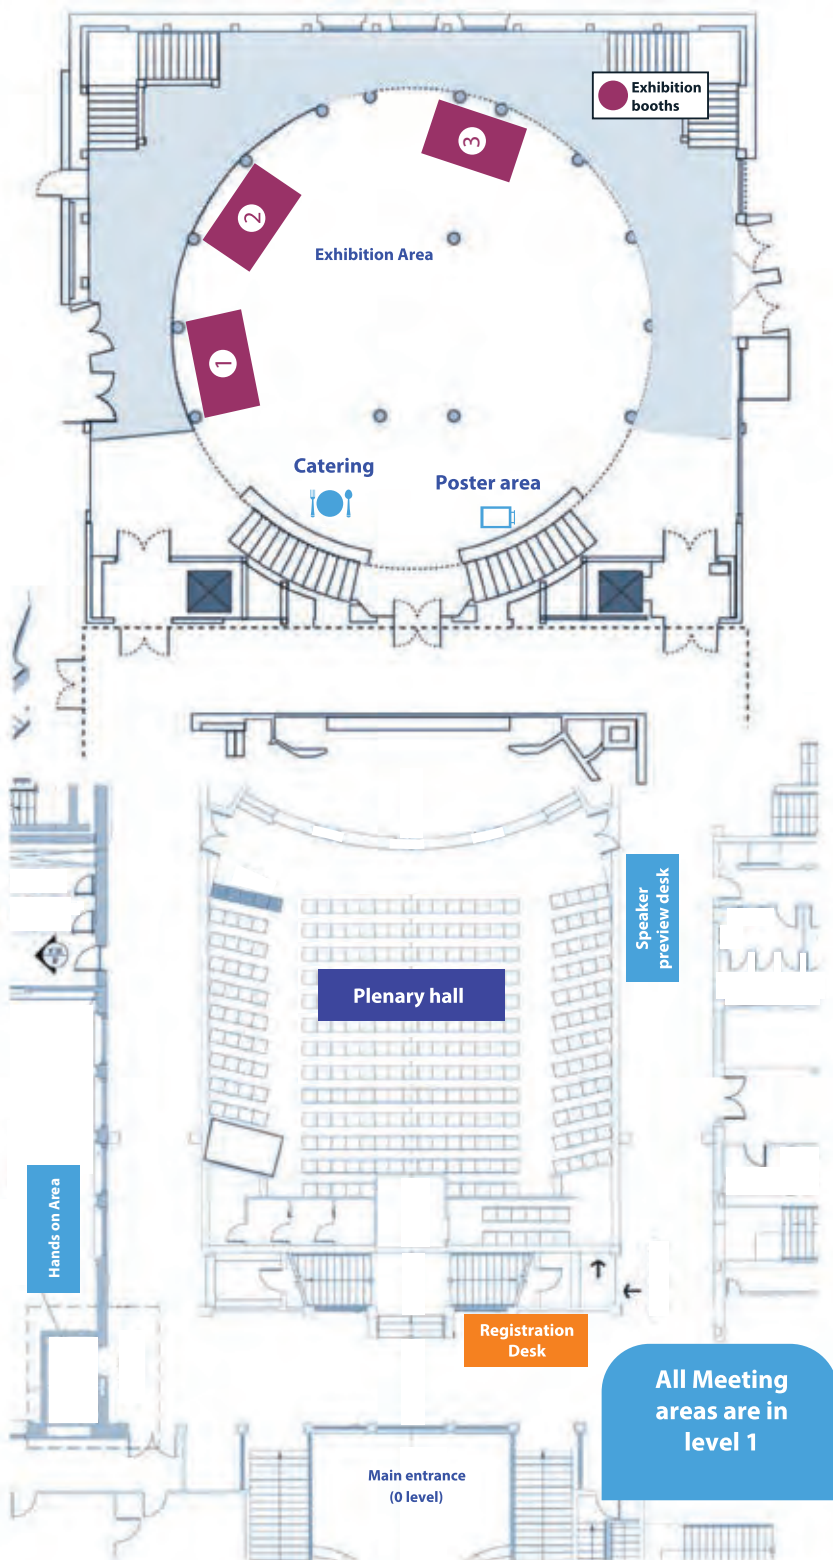 Exhibition
booths
3
2
Exhibition Area
1
Catering
Poster area
Speaker
preview desk
Plenary hall
Hands on Area
Registration
Desk
All Meeting
areas are in
level 1
Main entrance
(0 level)